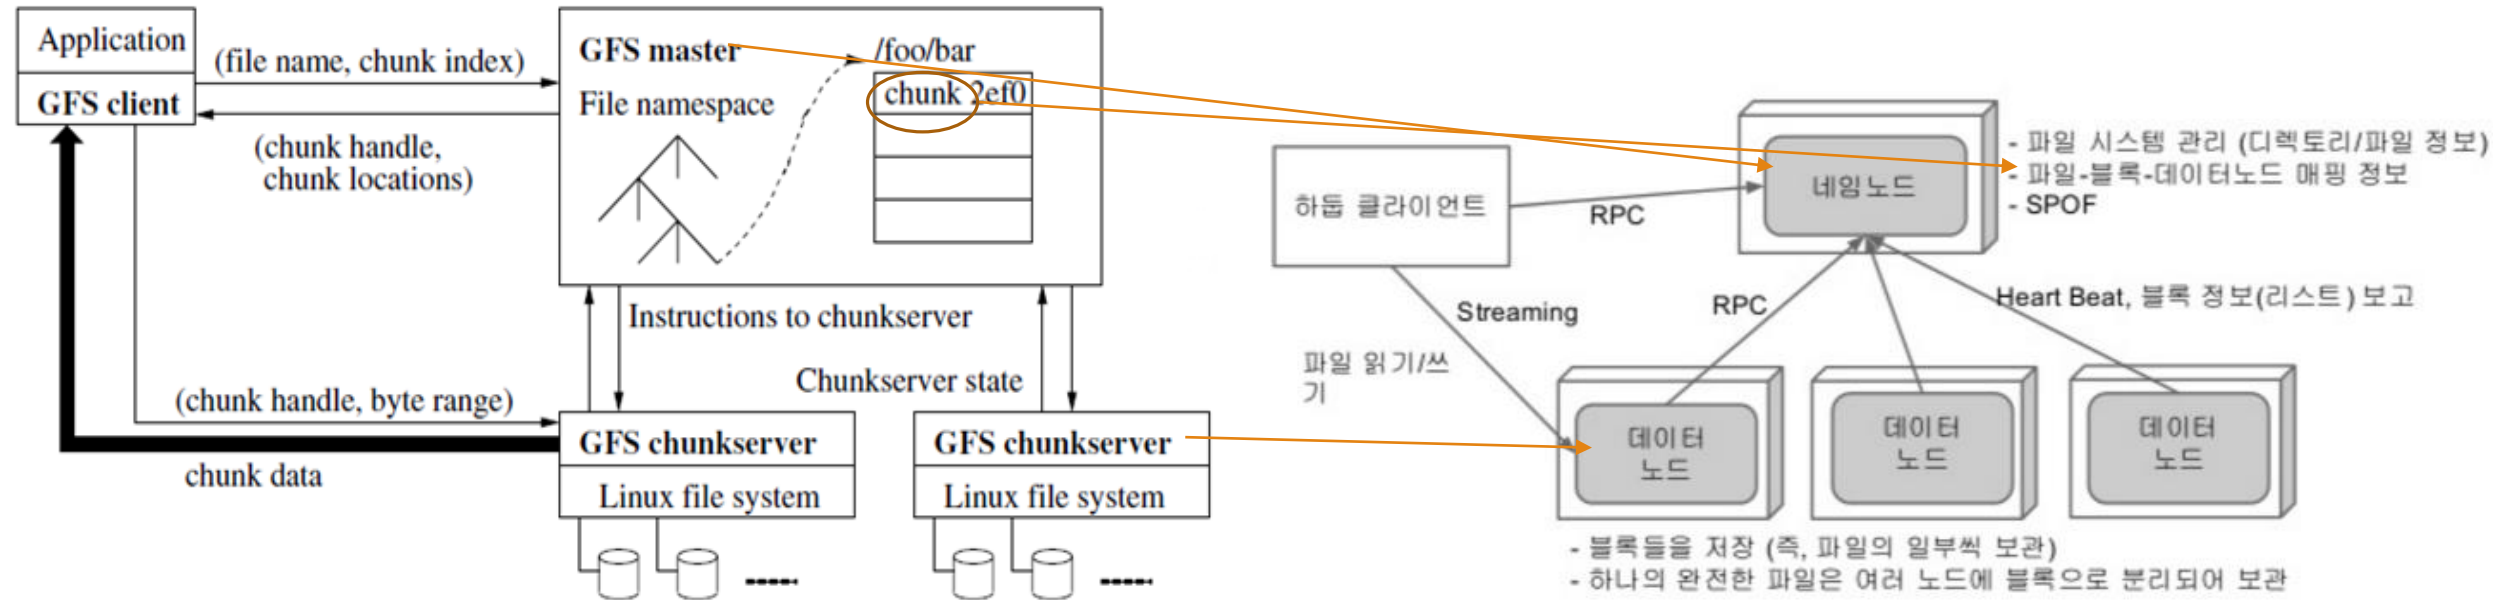 Application
GFS client
(file name, chunk index)
(chunk handle,
chunk locations)
GFS master
File namespace
/foo/bar
chunk 2ef0
Instructions to chunkserver
Chunkserver state
(chunk handle, byte range)
chunk data
GFS chunkserver
Linux file system
GFS chunkserver
Linux file system
하둡 클라이언트
RPC
네임노드
- 파일 시스템 관리 (디렉토리/파일 정보)
- 파일-블록-데이터노드 매핑 정보
- SPOF
Streaming
RPC
Heart Beat, 블록 정보(리스트) 보고
파일 읽기/쓰
기
데이터
노드
데이터
노드
데이터
노드
- 블록들을 저장 (즉, 파일의 일부씩 보관)
- 하나의 완전한 파일은 여러 노드에 블록으로 분리되어 보관